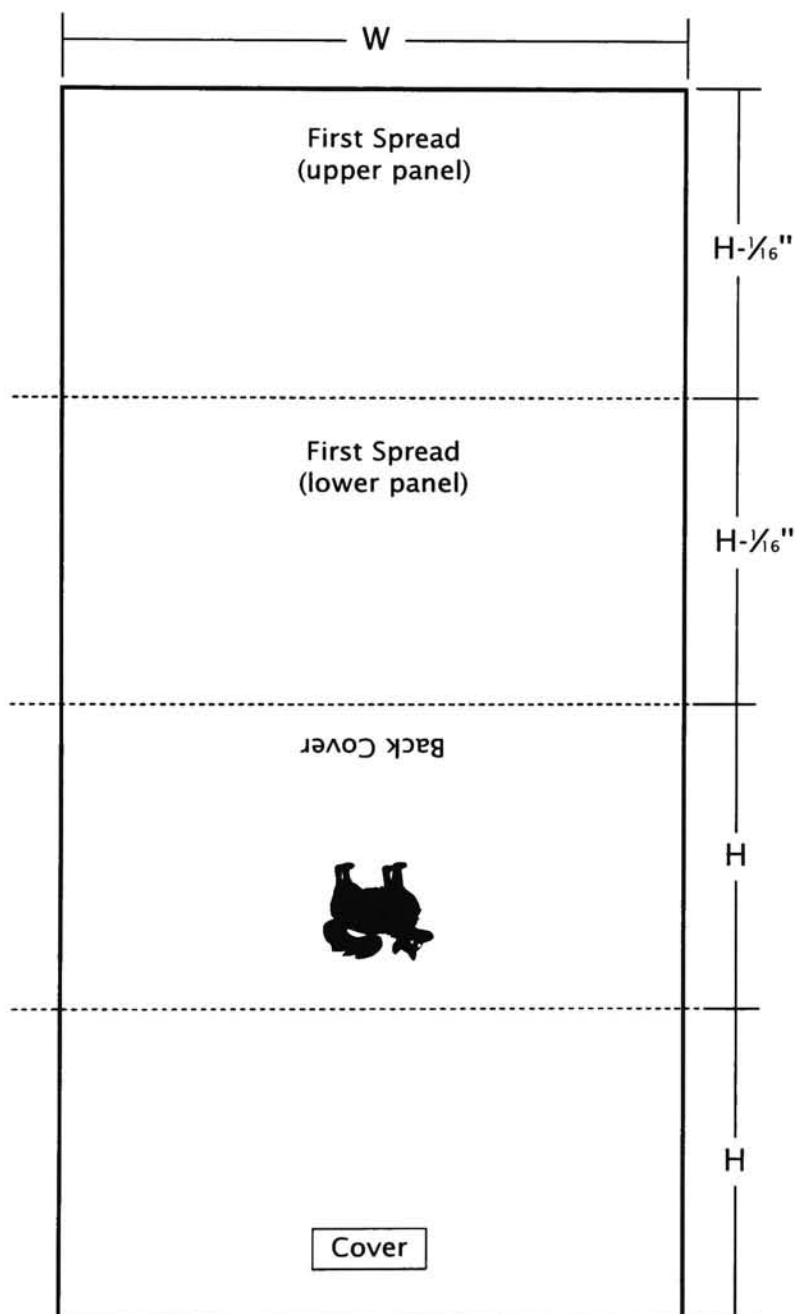 W
First Spread
(upper panel)
H-1⁄16"
First Spread
(lower panel)
H-1⁄16"
Back Cover
H
H
Cover